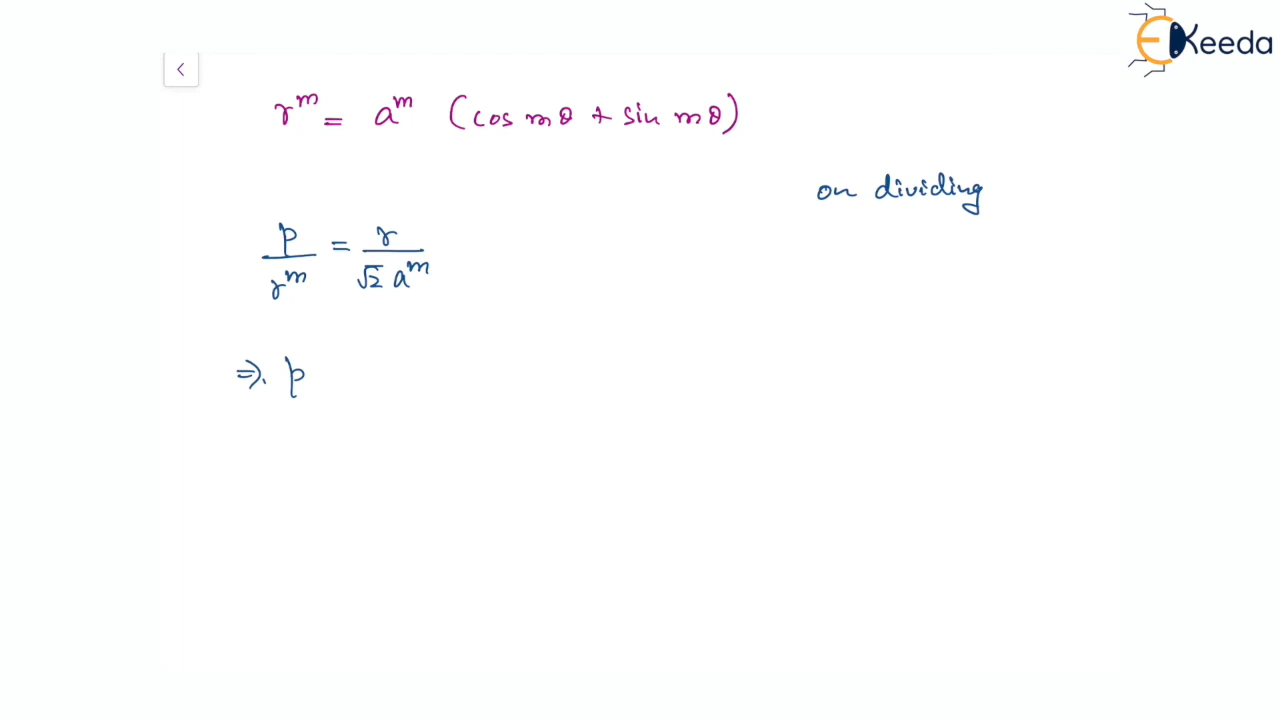 EKeeda
r^m = a^m (cos mθ + sin mθ)
on dividing
p/r^m = r/√2 a^m
⇒. p